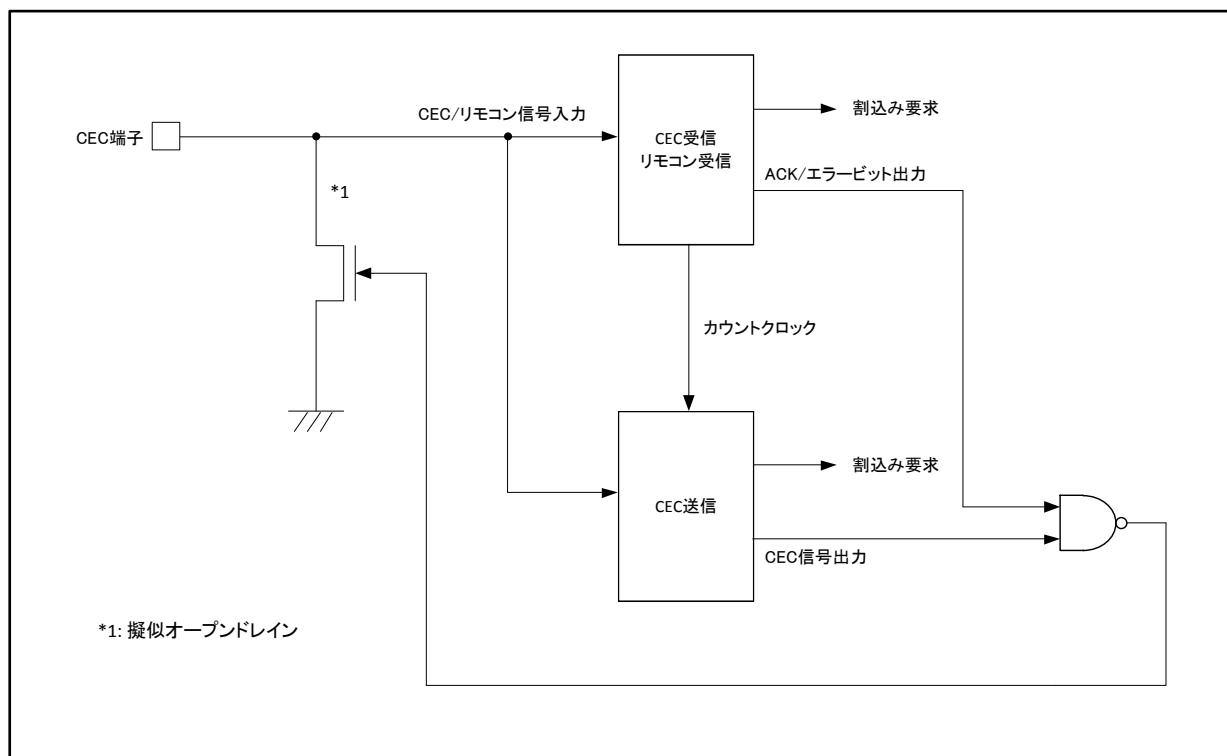 CEC端子
CEC/リモコン信号入力
*1
CEC受信
リモコン受信
割込み要求
ACK/エラービット出力
カウントクロック
CEC送信
割込み要求
CEC信号出力
*1: 擬似オープンドレイン